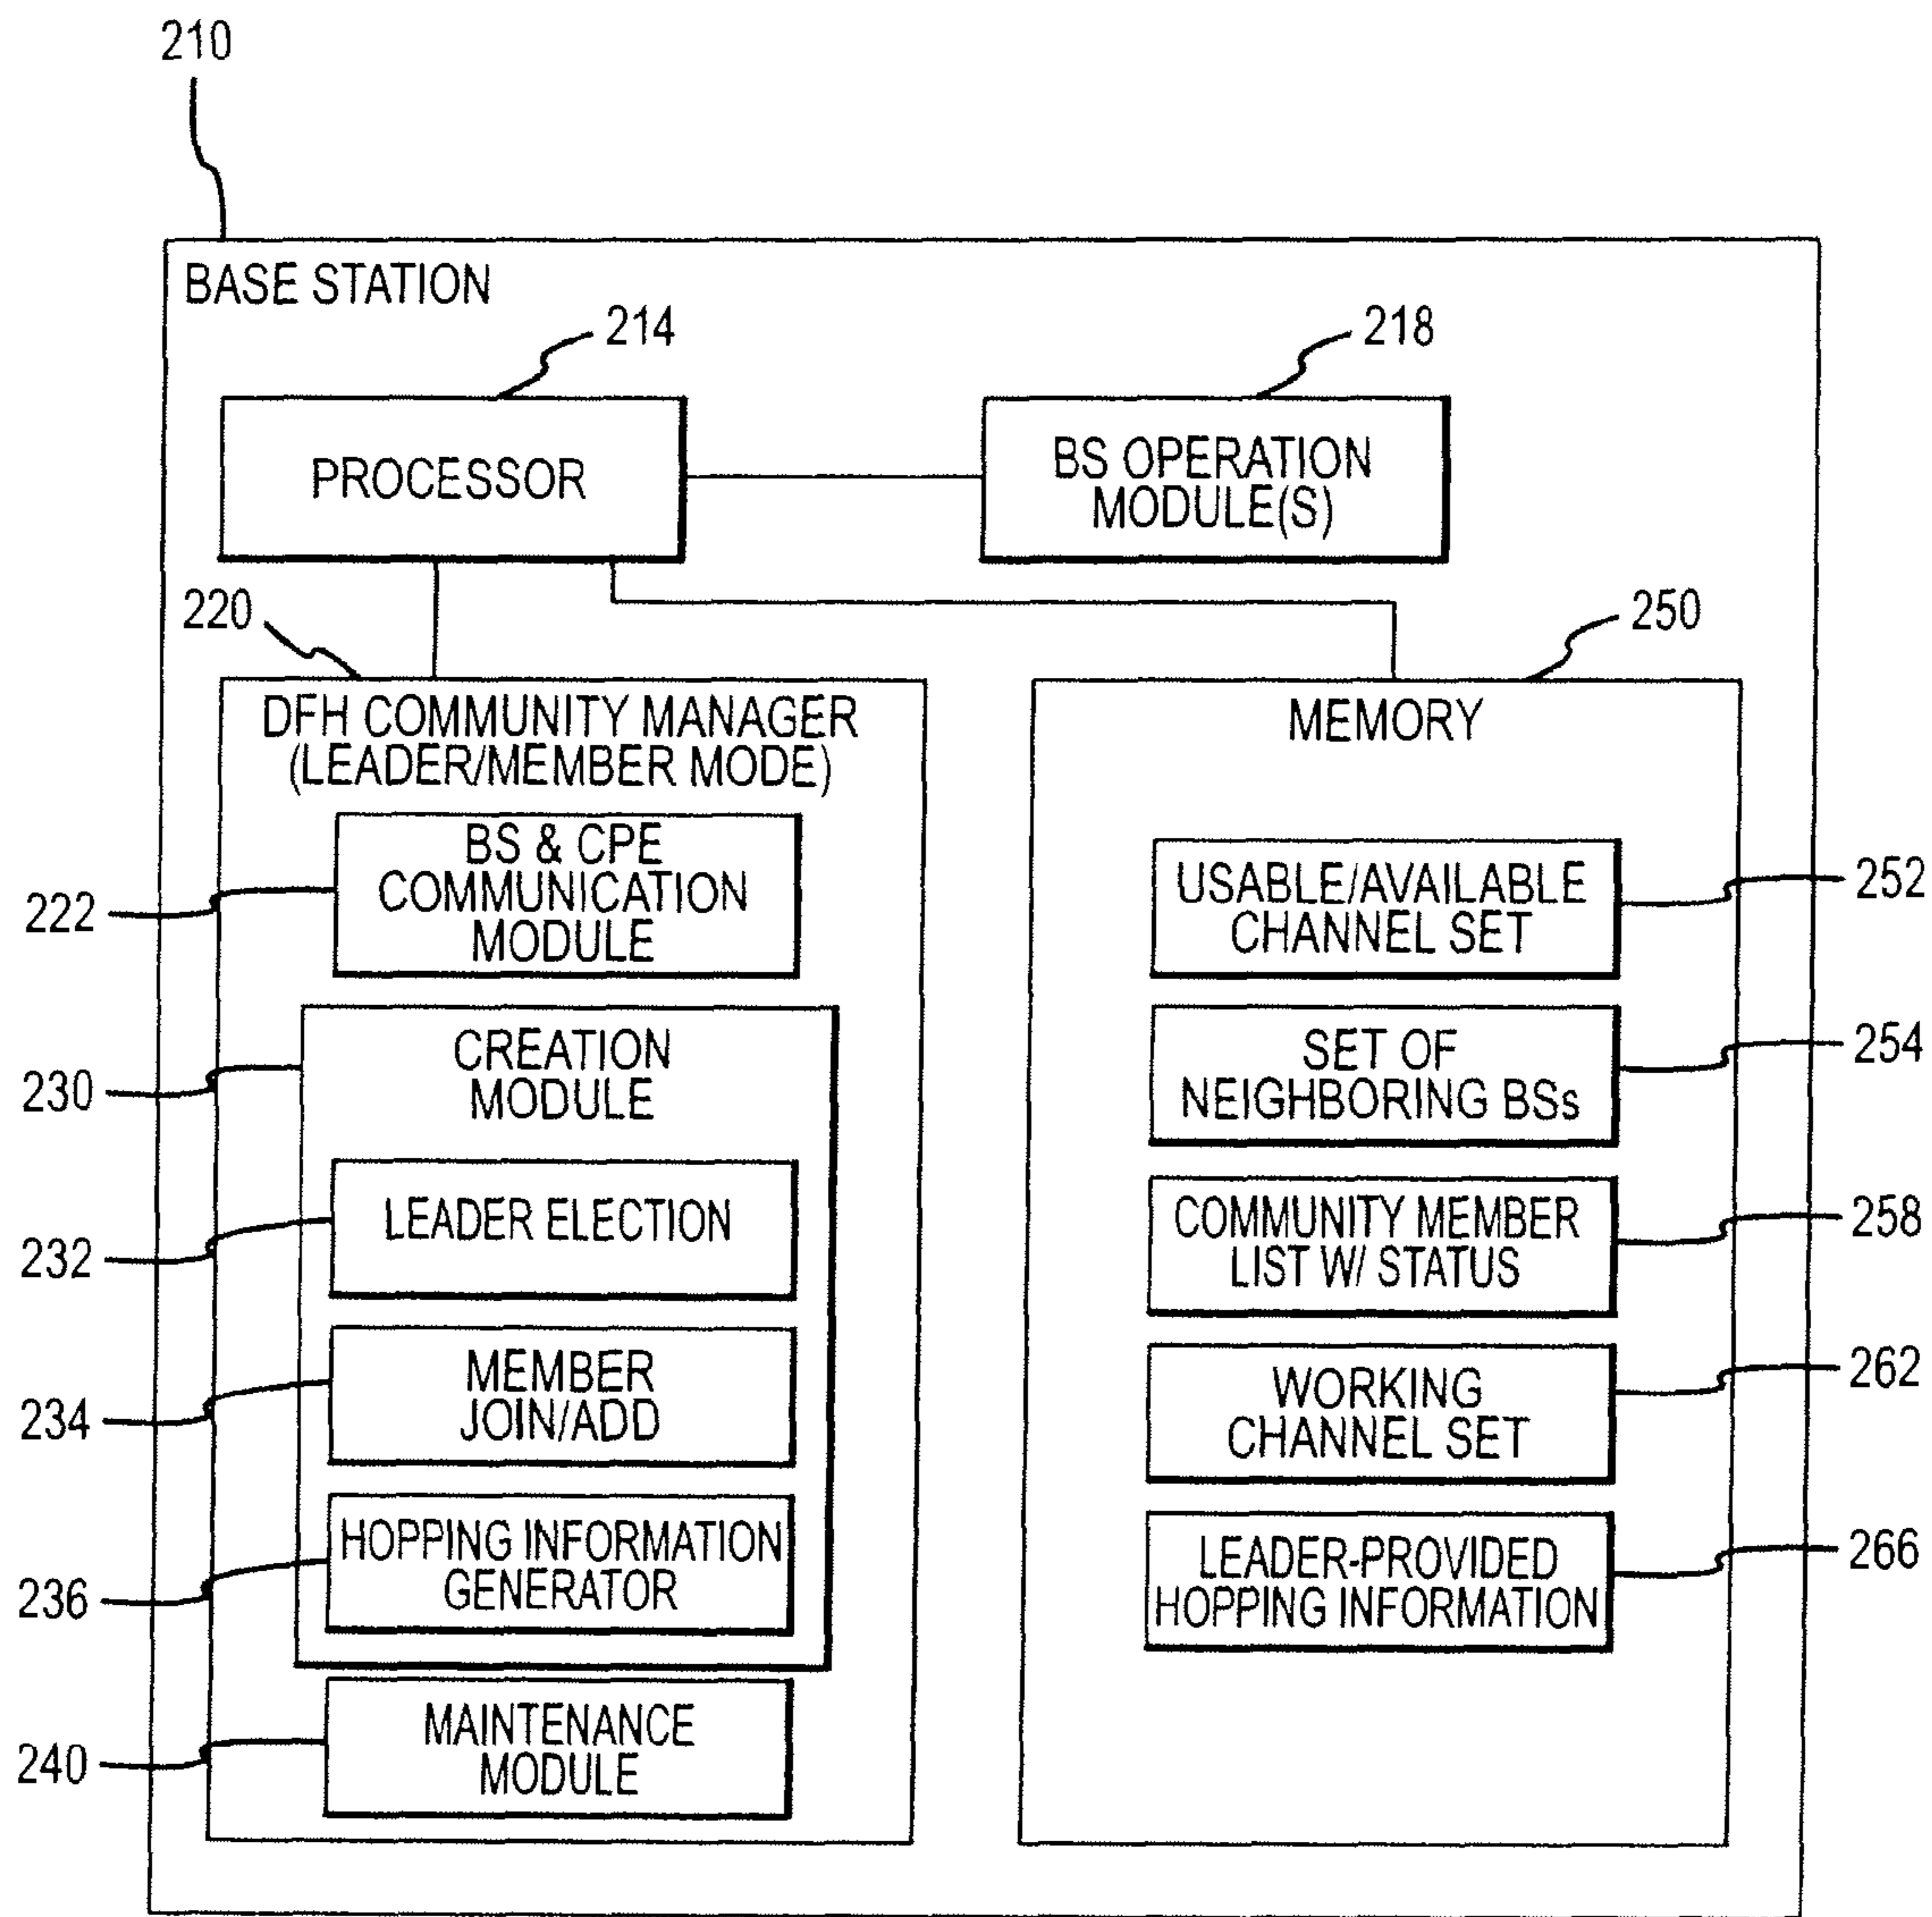 210
BASE STATION
214
218
PROCESSOR
BS OPERATION
MODULE(S)
220
250
DFH COMMUNITY MANAGER
(LEADER/MEMBER MODE)
MEMORY
BS & CPE
COMMUNICATION
MODULE
222
USABLE/AVAILABLE
CHANNEL SET
252
CREATION
MODULE
230
SET OF
NEIGHBORING BSs
254
LEADER ELECTION
232
COMMUNITY MEMBER
LIST W/ STATUS
258
MEMBER
JOIN/ADD
234
WORKING
CHANNEL SET
262
HOPPING INFORMATION
GENERATOR
236
LEADER-PROVIDED
HOPPING INFORMATION
266
MAINTENANCE
MODULE
240